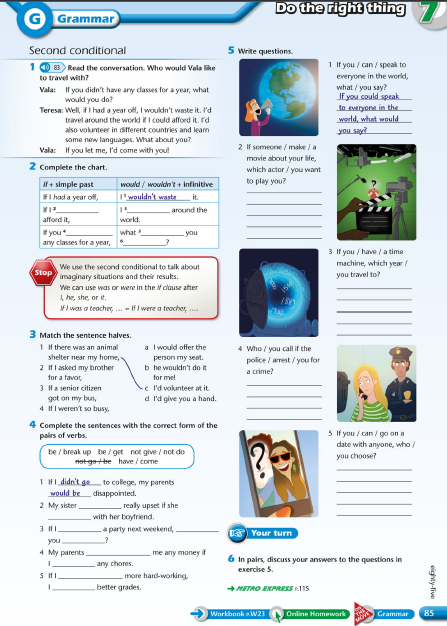 G Grammar
Do the right thing 7
Second conditional
1 83 Read the conversation. Who would Vala like
to travel with?
Vala: If you didn't have any classes for a year, what
would you do?
Teresa: Well, if I had a year off, I wouldn't waste it. I'd
travel around the world if I could afford it. I'd
also volunteer in different countries and learn
some new languages. What about you?
Vala: If you let me, I'd come with you!
2 Complete the chart.
if + simple past would / wouldn't + infinitive
If I had a year off, I ¹ wouldn't waste it.
If I ² ________ I ³ ________ around the
afford it, world.
If you ⁴ ________ what ⁵ ________ you
any classes for a year, ⁶ ________?
Stop
We use the second conditional to talk about
imaginary situations and their results.
We can use was or were in the if clause after
I, he, she, or it.
If I was a teacher, ... = If I were a teacher, ....
3 Match the sentence halves.
1 If there was an animal
shelter near my home,
2 If I asked my brother
for a favor,
3 If a senior citizen
got on my bus,
4 If I weren't so busy,
a I would offer the
person my seat.
b he wouldn't do it
for me!
c I'd volunteer at it.
d I'd give you a hand.
4 Complete the sentences with the correct form of the
pairs of verbs.
be / break up be / get not give / not do
not go / be have / come
1 If I didn't go to college, my parents
would be disappointed.
2 My sister ________ really upset if she
________ with her boyfriend.
3 If I ________ a party next weekend, ________
you ________?
4 My parents ________ me any money if
I ________ any chores.
5 If I ________ more hard-working,
I ________ better grades.
5 Write questions.
1 If you / can / speak to
everyone in the world,
what / you say?
If you could speak
to everyone in the
world, what would
you say?
2 If someone / make / a
movie about your life,
which actor / you want
to play you?
3 If you / have / a time
machine, which year /
you travel to?
4 Who / you call if the
police / arrest / you for
a crime?
5 If you / can / go on a
date with anyone, who /
you choose?
Your turn
6 In pairs, discuss your answers to the questions in
exercise 5.
METRO EXPRESS P.115
eighty-five
Workbook P.W23 Online Homework ON THE MOVE Grammar 85